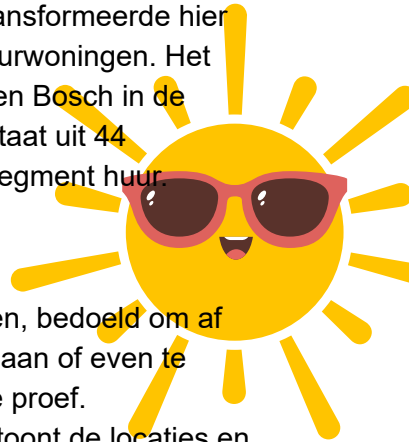 ansformeerde hier
urwoningen. Het
en Bosch in de
taat uit 44
egment huur.
en, bedoeld om af
aan of even te
e proef.
toont de locaties en